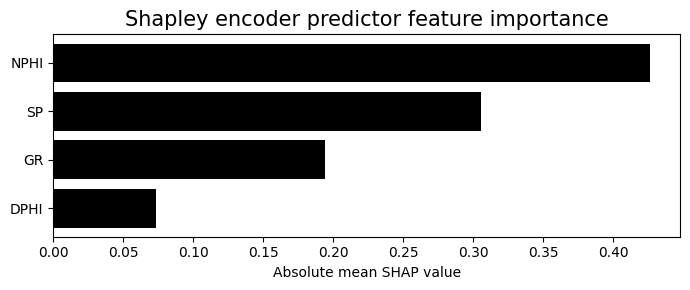 Shapley encoder predictor feature importance
NPHI
SP
GR
DPHI
0.00 0.05 0.10 0.15 0.20 0.25 0.30 0.35 0.40
Absolute mean SHAP value